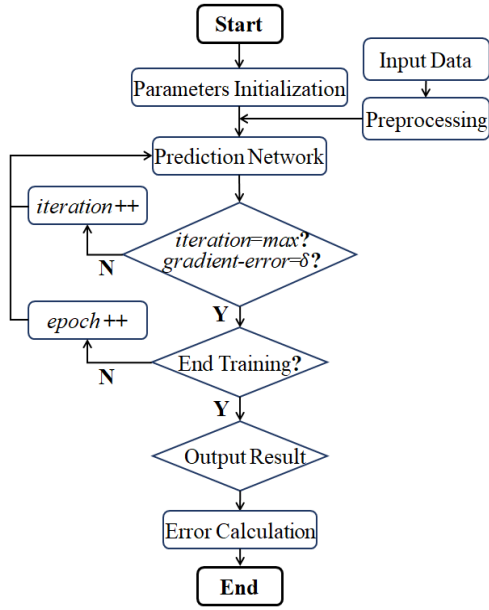 Start
Input Data
Parameters Initialization
Preprocessing
Prediction Network
iteration++
iteration=max?
gradient-error=δ?
N
Y
epoch++
End Training?
N
Y
Output Result
Error Calculation
End